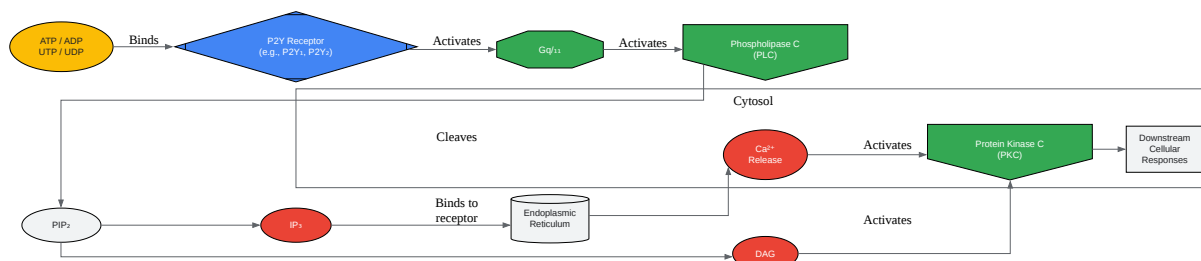 ATP / ADP
UTP / UDP
Binds
P2Y Receptor
(e.g., P2Y₁, P2Y₂)
Activates
Gq/₁₁
Activates
Phospholipase C
(PLC)
Cytosol
Cleaves
Ca²⁺
Release
Activates
Protein Kinase C
(PKC)
Downstream
Cellular
Responses
PIP₂
IP₃
Binds to
receptor
Endoplasmic
Reticulum
Activates
DAG